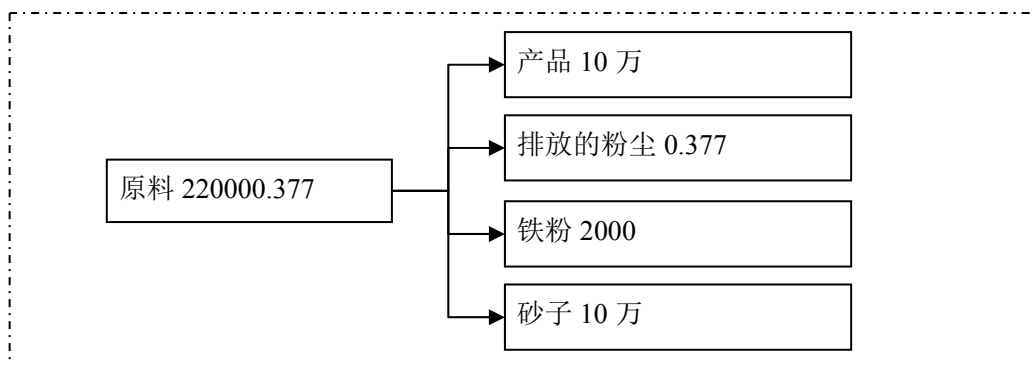 产品 10 万
排放的粉尘 0.377
原料 220000.377
铁粉 2000
砂子 10 万